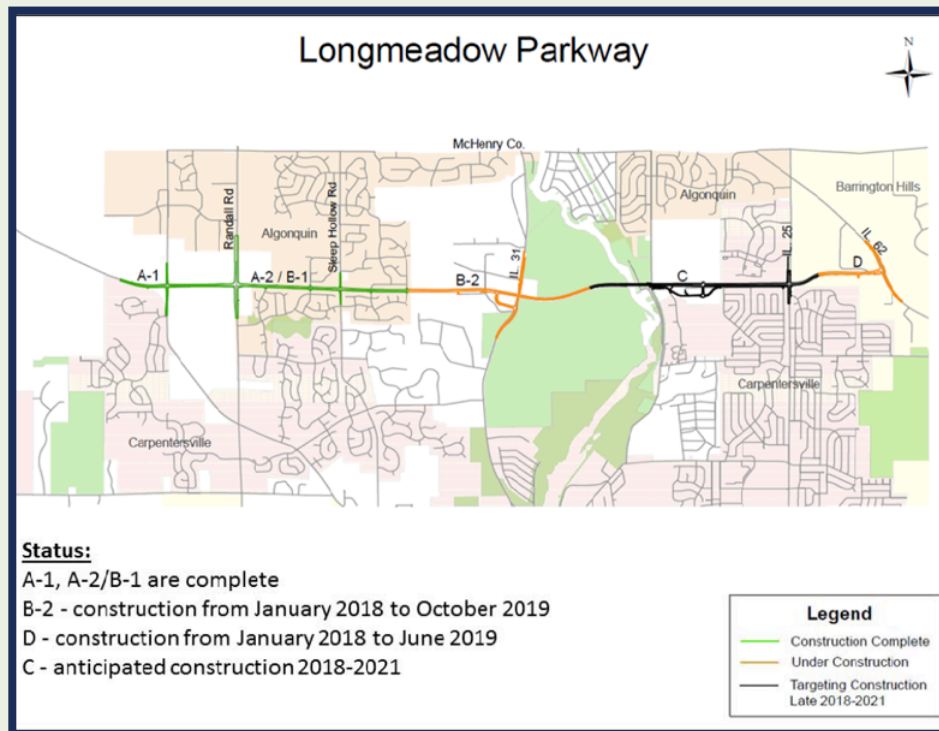 Longmeadow Parkway
N
McHenry Co.
Randall Rd
Algonquin
Sleep Hollow Rd
IL 31
Algonquin
IL 25
Barrington Hills
IL 62
A-1
A-2 / B-1
B-2
C
D
Carpentersville
Carpentersville
Status:
A-1, A-2/B-1 are complete
B-2 - construction from January 2018 to October 2019
D - construction from January 2018 to June 2019
C - anticipated construction 2018-2021
Legend
Construction Complete
Under Construction
Targeting Construction
Late 2018-2021